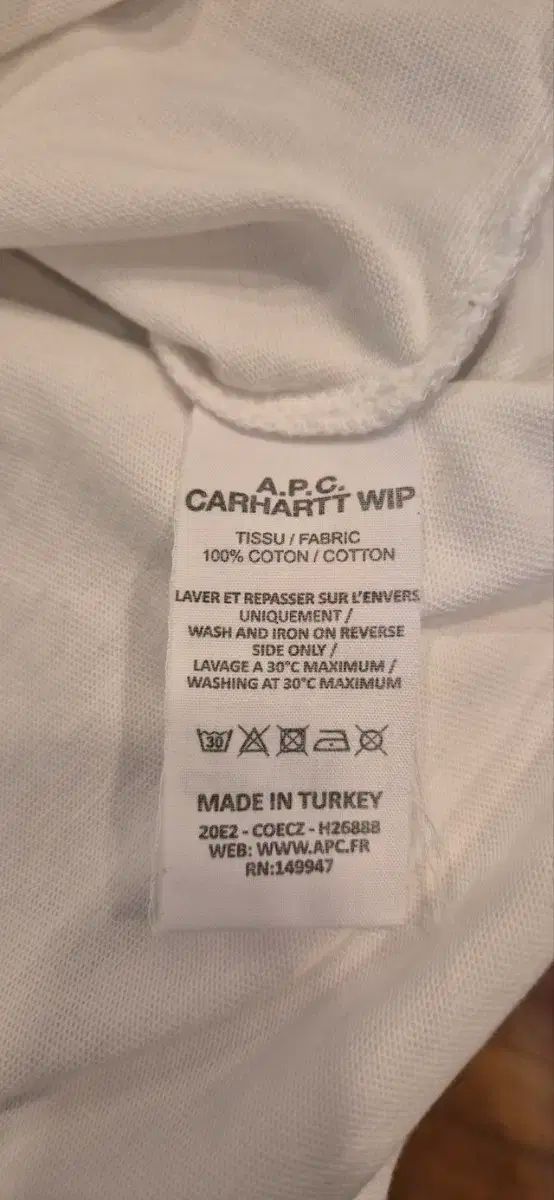 A.P.C.
CARHARTT WIP
TISSU / FABRIC
100% COTON / COTTON
LAVER ET REPASSER SUR L'ENVERS
UNIQUEMENT /
WASH AND IRON ON REVERSE
SIDE ONLY /
LAVAGE A 30°C MAXIMUM /
WASHING AT 30°C MAXIMUM
30
MADE IN TURKEY
20E2 - COECZ - H26888
WEB: WWW.APC.FR
RN:149947